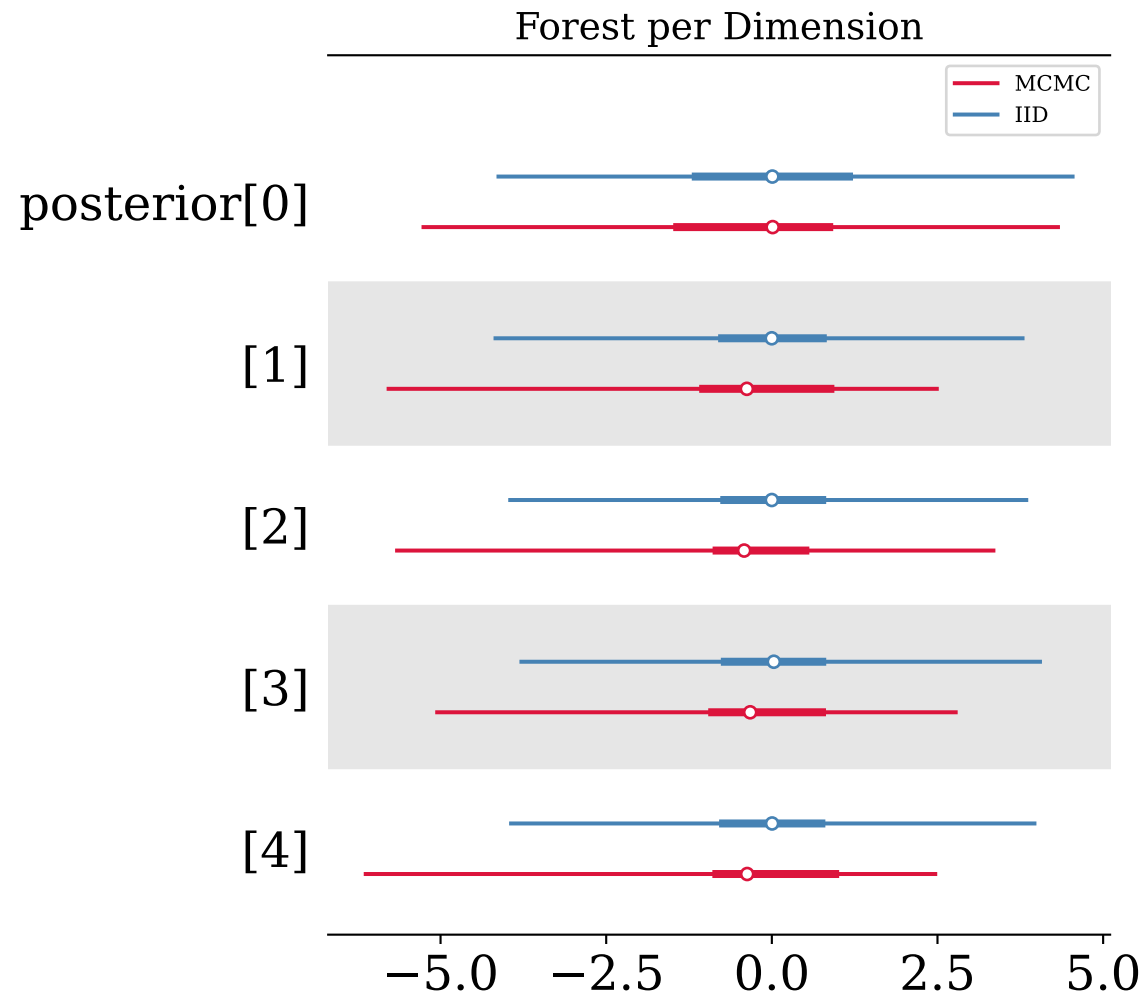 Forest per Dimension
MCMC
IID
posterior[0]
[1]
[2]
[3]
[4]
−5.0 −2.5 0.0 2.5 5.0